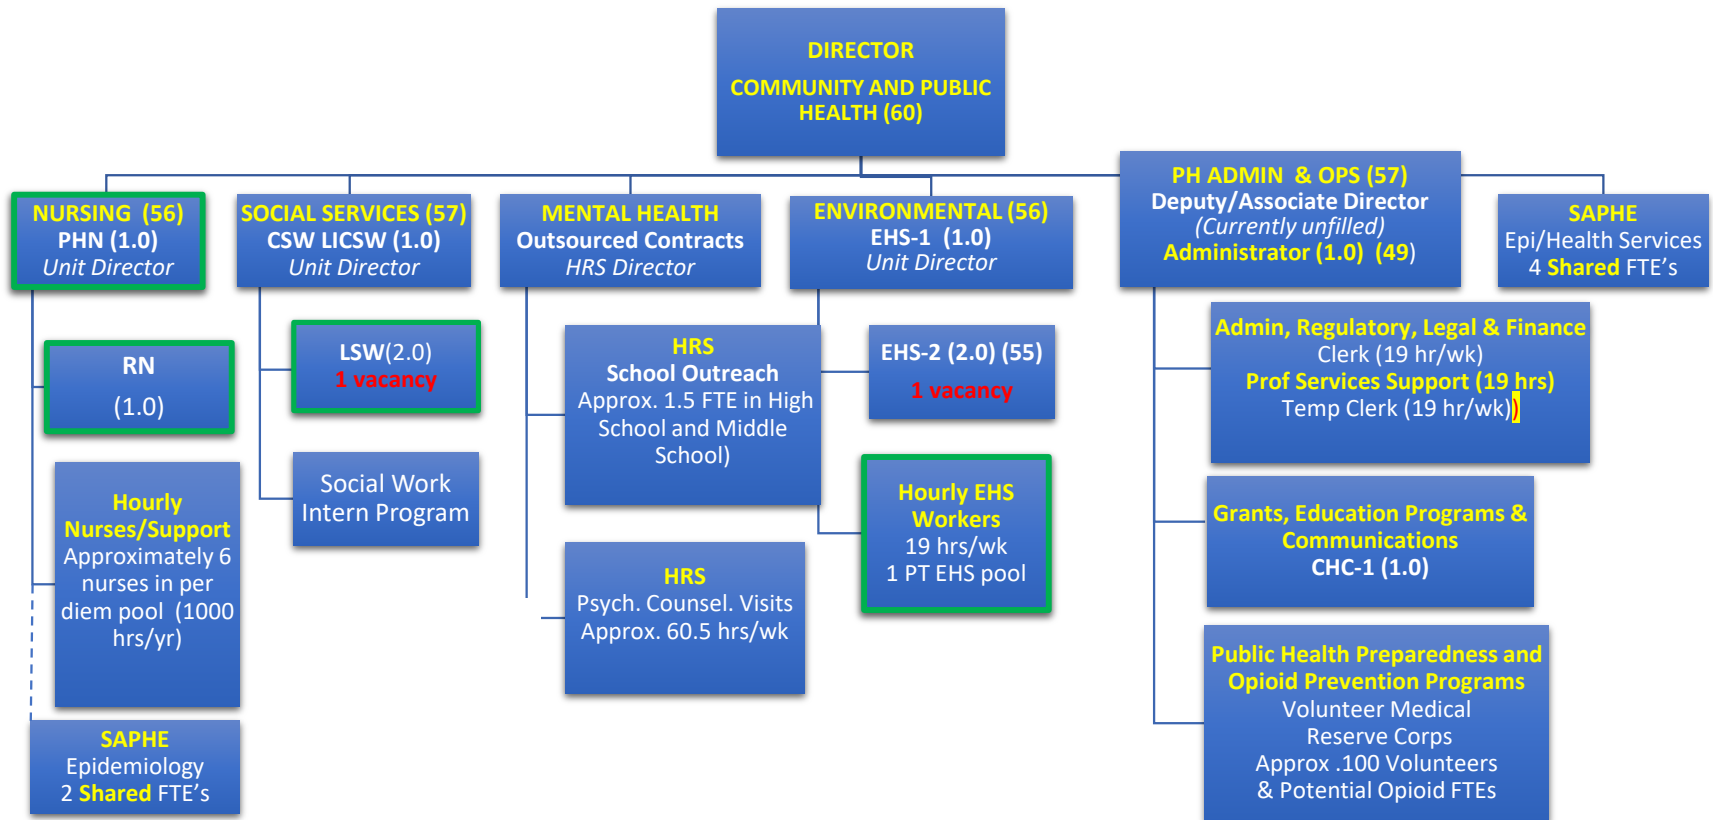 DIRECTOR
COMMUNITY AND PUBLIC
HEALTH (60)
NURSING (56)
PHN (1.0)
Unit Director
SOCIAL SERVICES (57)
CSW LICSW (1.0)
Unit Director
MENTAL HEALTH
Outsourced Contracts
HRS Director
ENVIRONMENTAL (56)
EHS-1 (1.0)
Unit Director
PH ADMIN & OPS (57)
Deputy/Associate Director
(Currently unfilled)
Administrator (1.0) (49)
SAPHE
Epi/Health Services
4 Shared FTE’s
RN
(1.0)
LSW(2.0)
1 vacancy
HRS
School Outreach
Approx. 1.5 FTE in High
School and Middle
School)
EHS-2 (2.0) (55)
1 vacancy
Admin, Regulatory, Legal & Finance
Clerk (19 hr/wk)
Prof Services Support (19 hrs)
Temp Clerk (19 hr/wk))
Hourly
Nurses/Support
Approximately 6
nurses in per
diem pool (1000
hrs/yr)
Social Work
Intern Program
HRS
Psych. Counsel. Visits
Approx. 60.5 hrs/wk
Hourly EHS
Workers
19 hrs/wk
1 PT EHS pool
Grants, Education Programs &
Communications
CHC-1 (1.0)
SAPHE
Epidemiology
2 Shared FTE’s
Public Health Preparedness and
Opioid Prevention Programs
Volunteer Medical
Reserve Corps
Approx .100 Volunteers
& Potential Opioid FTEs